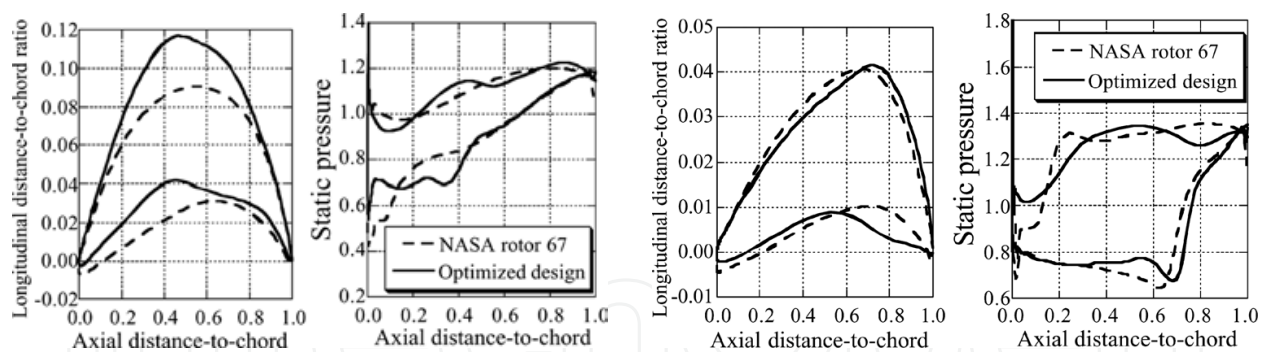 Longitudinal distance-to-chord ratio
0.12
0.10
0.08
0.06
0.04
0.02
0.00
-0.02
0.0 0.2 0.4 0.6 0.8 1.0
Axial distance-to-chord
Static pressure
1.4
1.2
1.0
0.8
0.6
0.4
0.2
NASA rotor 67
Optimized design
0.0 0.2 0.4 0.6 0.8 1.0
Axial distance-to-chord
Longitudinal distance-to-chord ratio
0.05
0.04
0.03
0.02
0.01
0.00
-0.01
0.0 0.2 0.4 0.6 0.8 1.0
Axial distance-to-chord
Static pressure
1.8
1.6
1.4
1.2
1.0
0.8
0.6
NASA rotor 67
Optimized design
0.0 0.2 0.4 0.6 0.8 1.0
Axial distance-to-chord